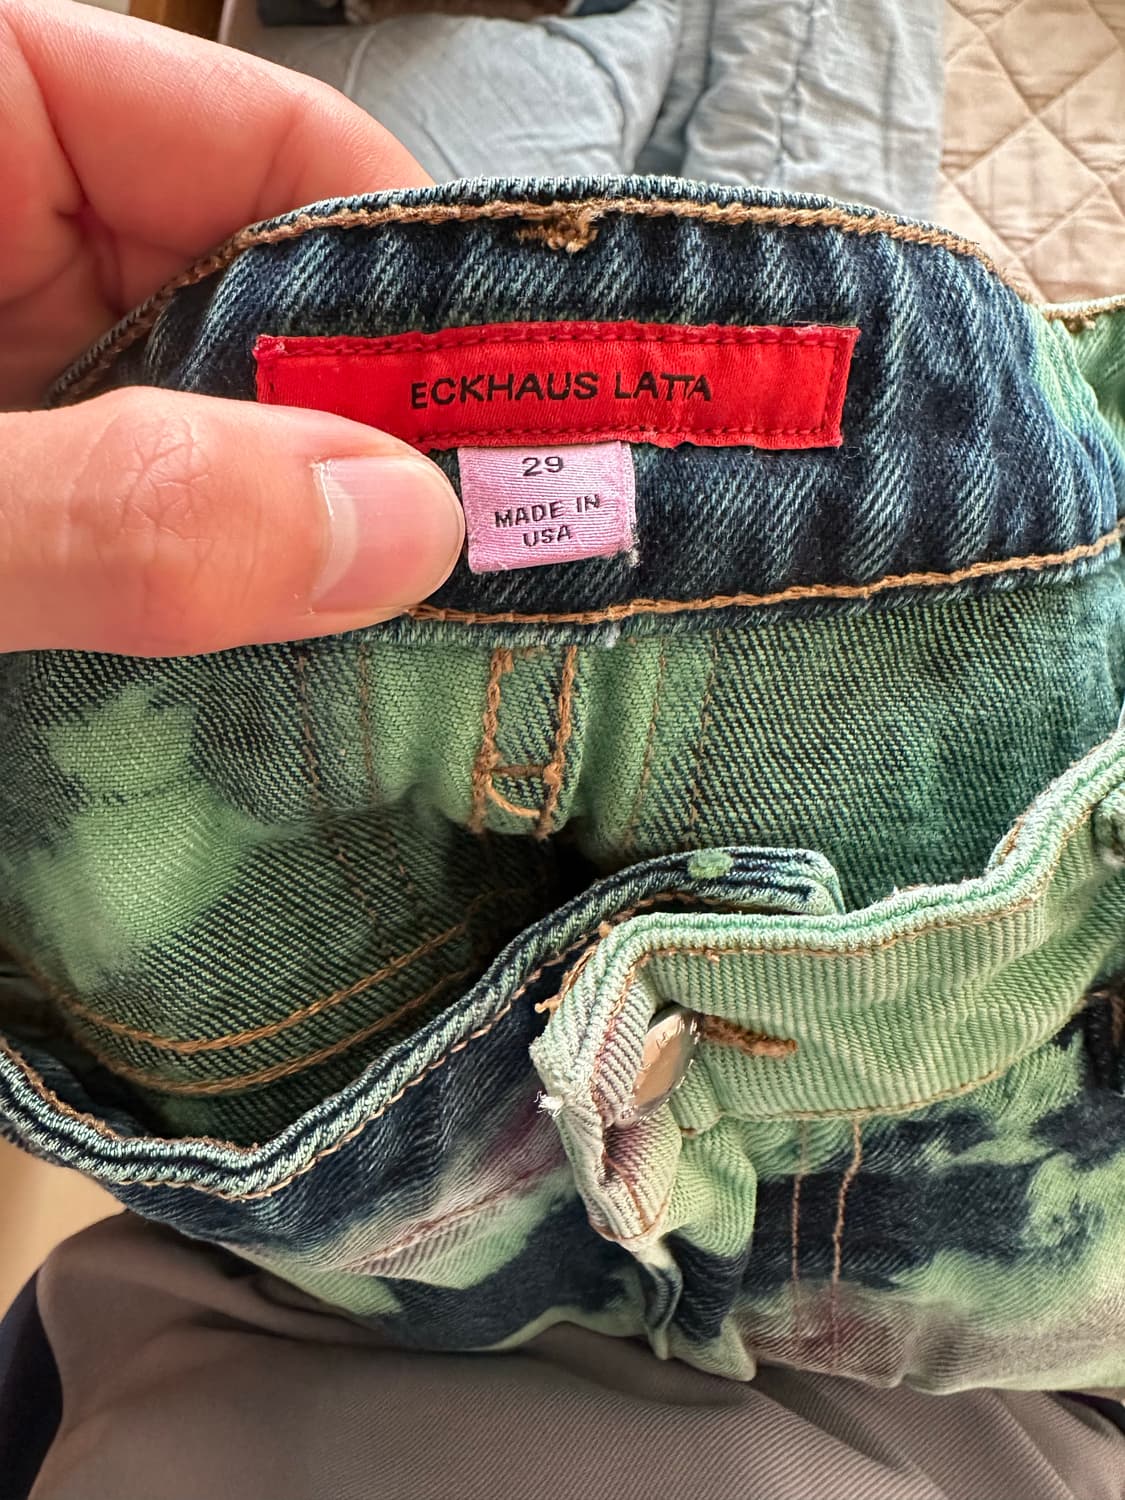 ECKHAUS LATTA
29
MADE IN
USA